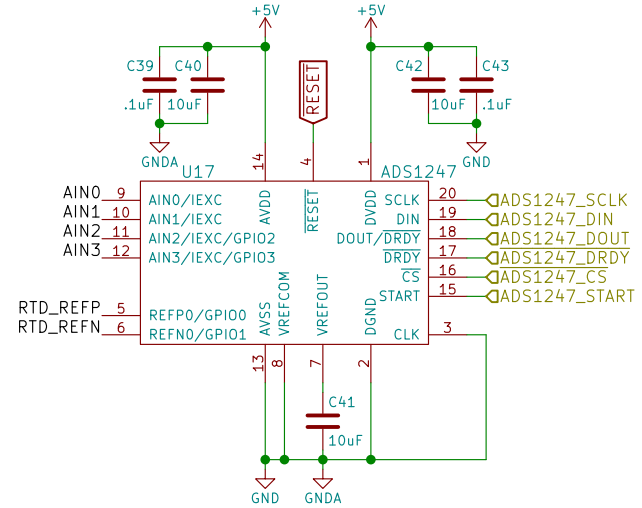 +5V
+5V
C39
C40
.1uF
10uF
GNDA
RESET
C42
C43
10uF
.1uF
GND
U17
ADS1247
14
4
1
AIN0
9
AIN0/IEXC
AIN1
10
AIN1/IEXC
AIN2
11
AIN2/IEXC/GPIO2
AIN3
12
AIN3/IEXC/GPIO3
RTD_REFP
5
REFP0/GPIO0
RTD_REFN
6
REFN0/GPIO1
AVDD
RESET
DVDD
SCLK
20
ADS1247_SCLK
DIN
19
ADS1247_DIN
DOUT/DRDY
18
ADS1247_DOUT
DRDY
17
ADS1247_DRDY
CS
16
ADS1247_CS
START
15
ADS1247_START
CLK
3
AVSS
VREFCOM
VREFOUT
DGND
13
8
7
2
C41
10uF
GND
GNDA